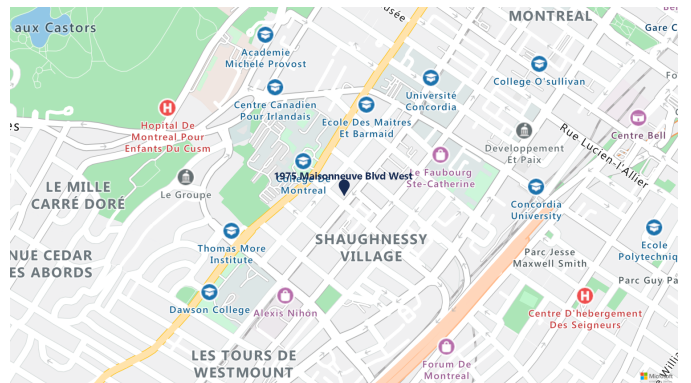 MONTREAL
usée
aux Castors
Gare C
Academie
Michele Provost
College O'sullivan
Centre Canadien
Pour Irlandais
Université
Concordia
Hopital De
Montreal Pour
Enfants Du Cusm
Ecole Des Maitres
Et Barmaid
Centre Bell
Rue Lucien-l'Allier
Developpement
Et Paix
1975 Maisonneuve Blvd West
Montreal
Le Faubourg
Ste-Catherine
LE MILLE
CARRÉ DORÉ
Le Groupe
Concordia
University
SHAUGHNESSY
VILLAGE
Thomas More
Institute
NUE CEDAR
ES ABORDS
Ecole
Polytechniq
Parc Jesse
Maxwell Smith
Parc Guy Pa
Dawson College
Alexis Nihon
Centre D'hebergement
Des Seigneurs
LES TOURS DE
WESTMOUNT
Forum De
Montreal
Willi
Microsoft